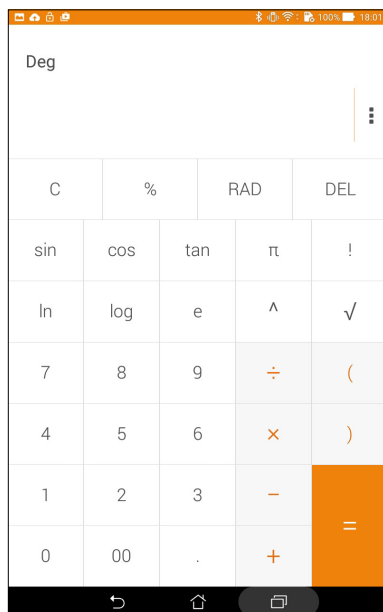 100% 18:01
Deg
C % RAD DEL
sin cos tan π !
ln log e ^ √
7 8 9 ÷ (
4 5 6 × )
1 2 3 −
=
0 00 . +